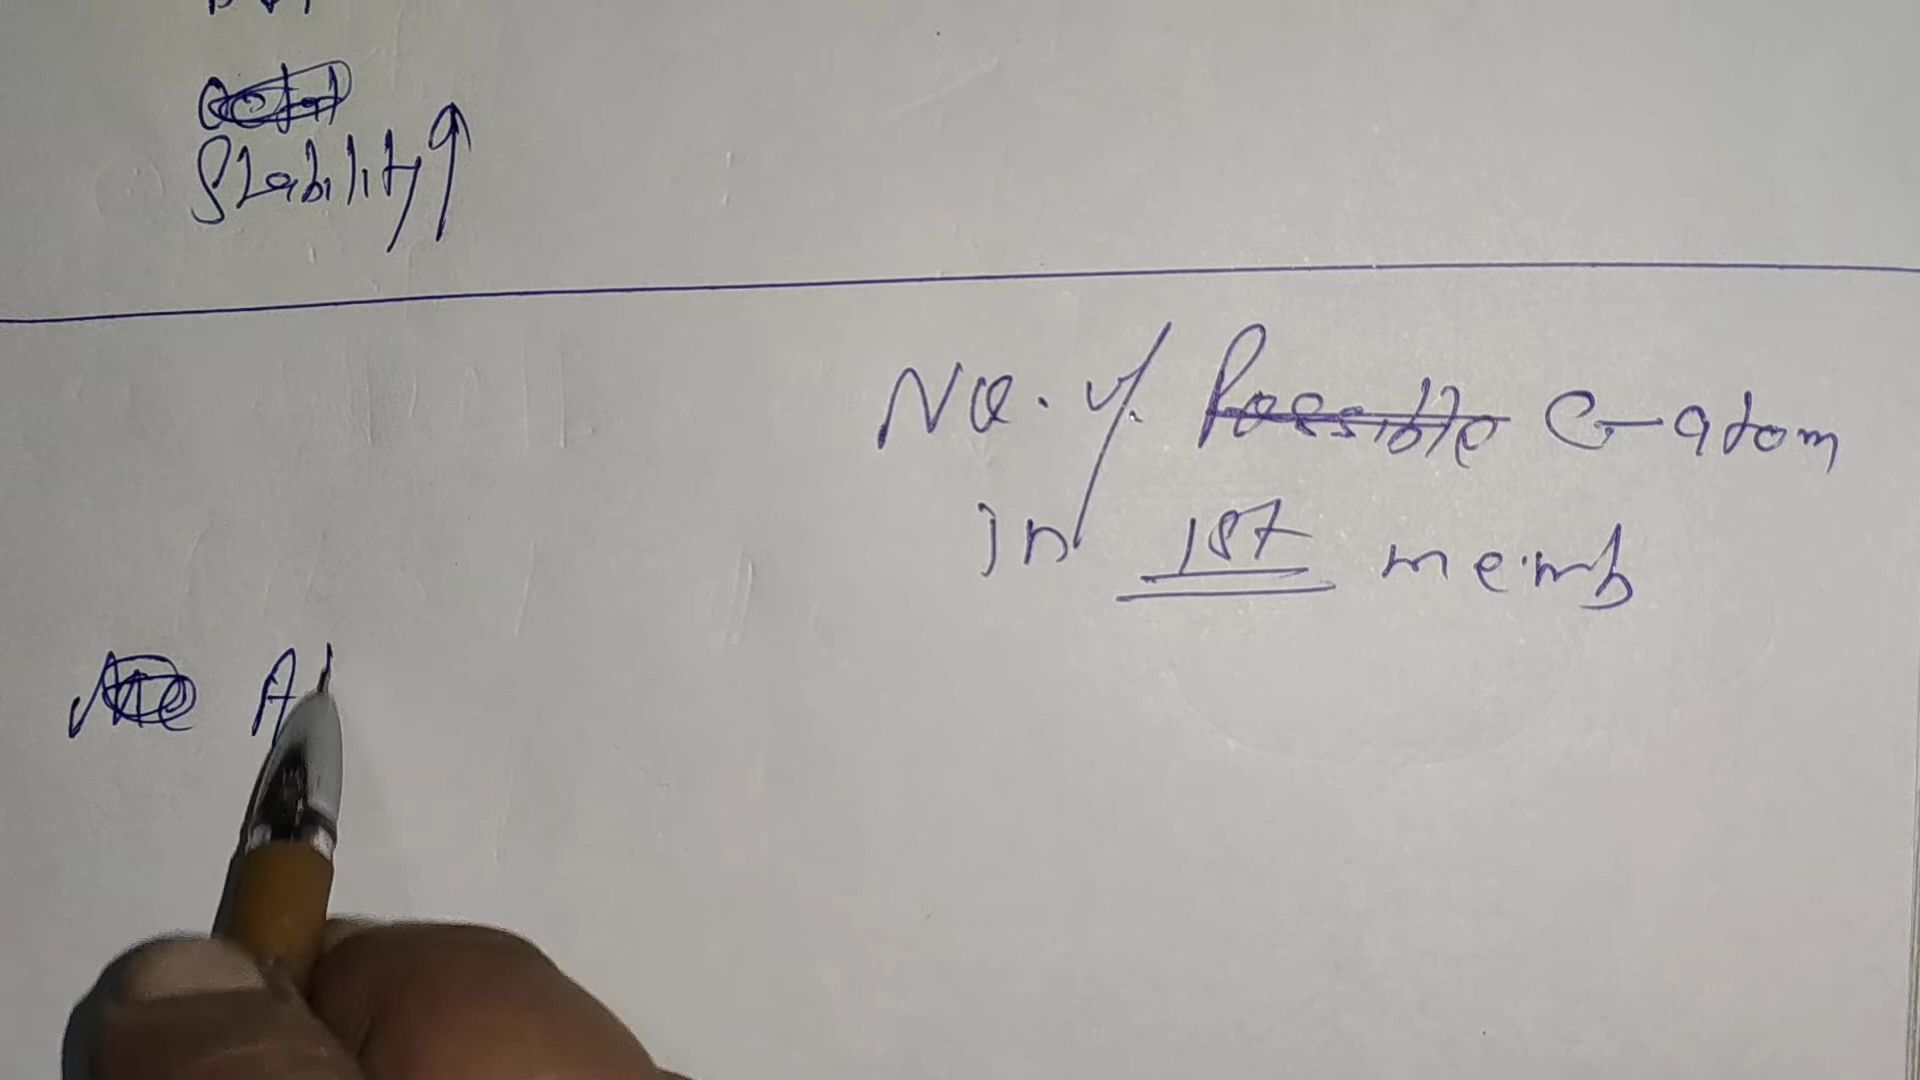 Stability↑
No. of C-atom
in 1st memb
A